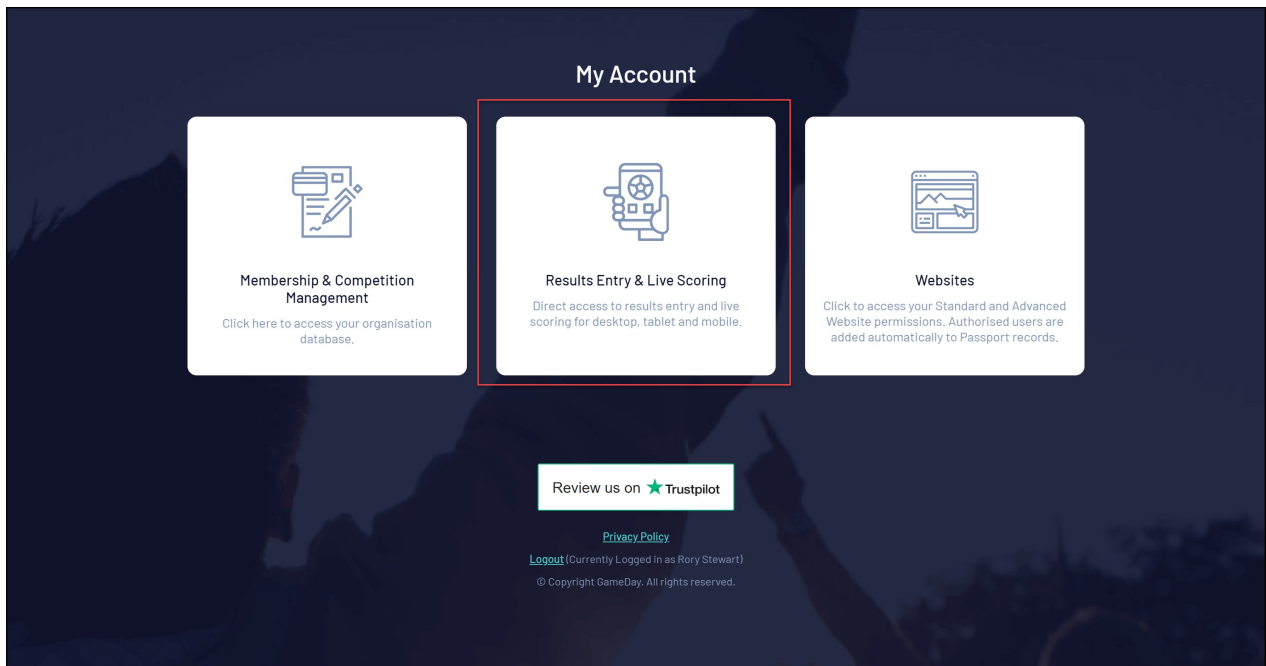 My Account
Membership & Competition
Management
Click here to access your organisation
database.
Results Entry & Live Scoring
Direct access to results entry and live
scoring for desktop, tablet and mobile.
Websites
Click to access your Standard and Advanced
Website permissions. Authorised users are
added automatically to Passport records.
Review us on Trustpilot
Privacy Policy
Logout (Currently Logged in as Rory Stewart)
© Copyright GameDay. All rights reserved.